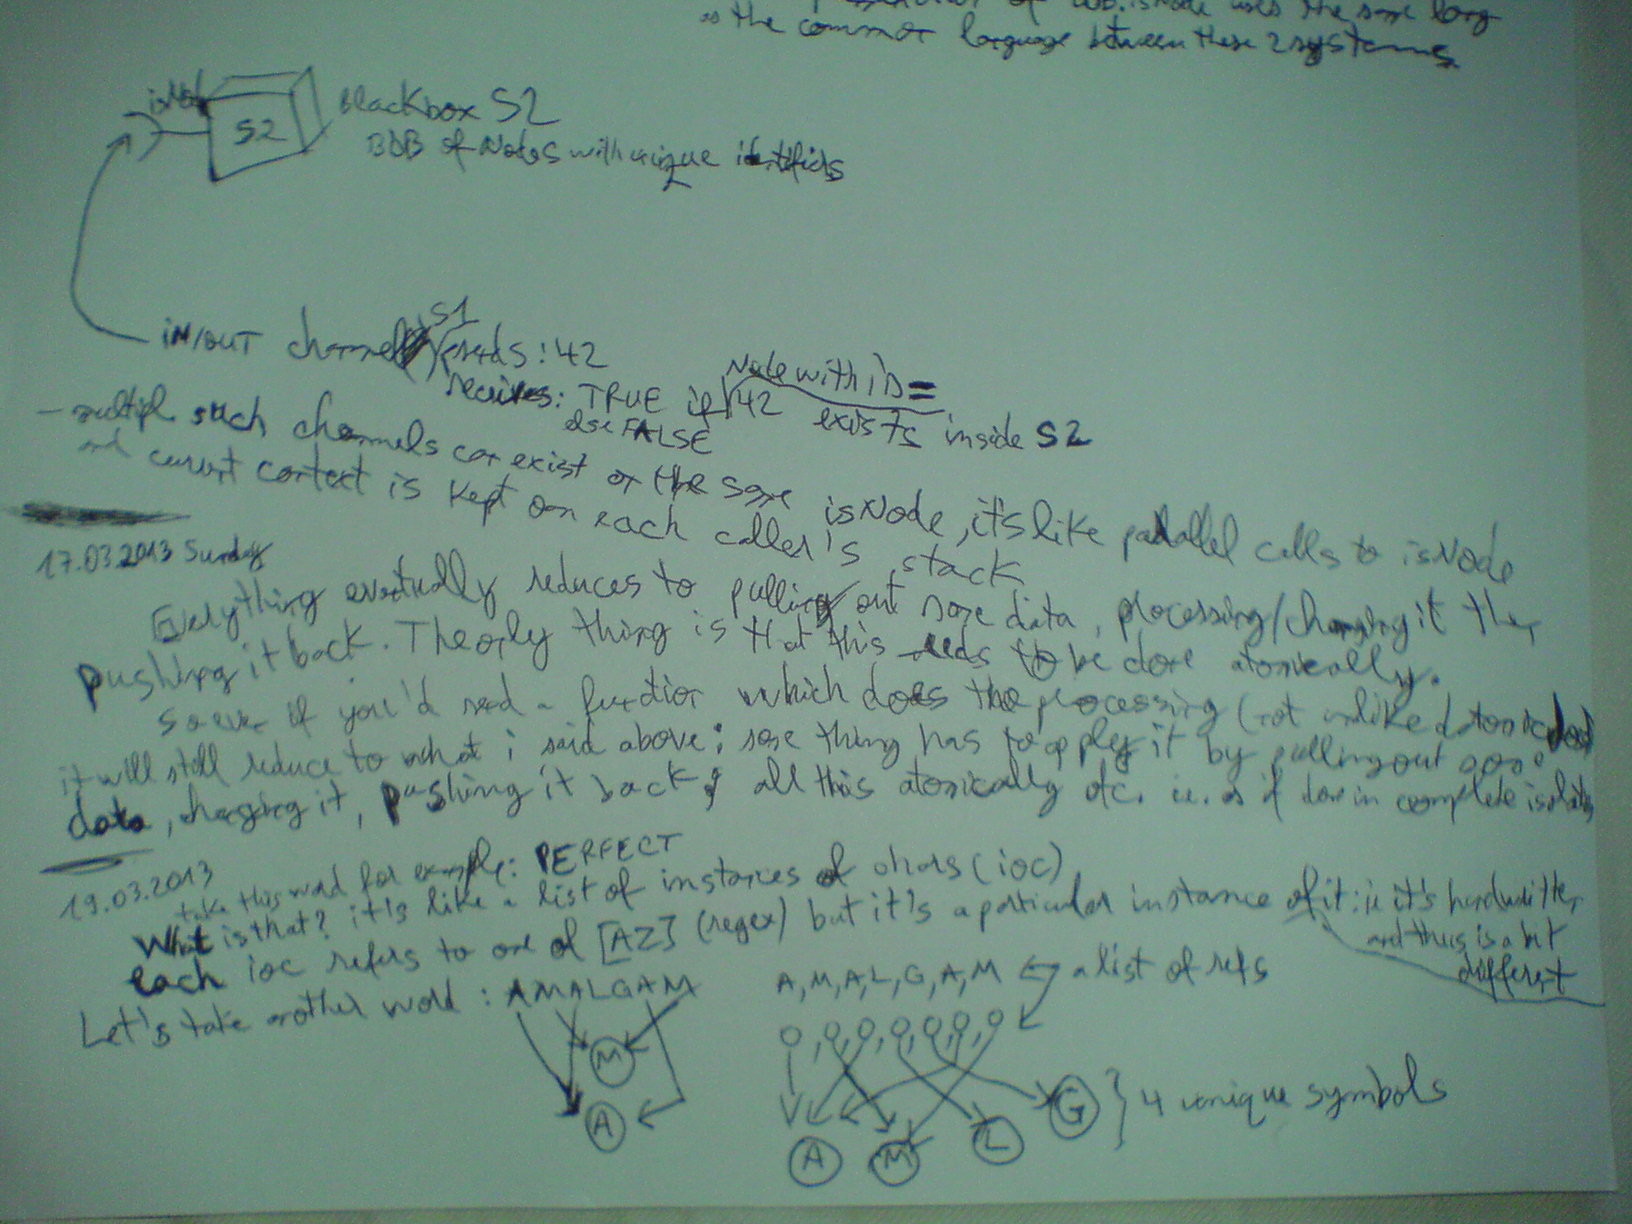 of isNode uses the same long
as the common language between these 2 systems
isNode
S2
Blackbox S2
BDB of Nodes with unique identifiers
IN/OUT channel S1
sends: 42
receives: TRUE if Node with id = 42 exists inside S2
else FALSE
- multiple such channels can exist on the same isNode, it's like parallel calls to isNode
and current context is kept on each caller's stack
17.03.2013 Sunday
Everything eventually reduces to pulling out some data, processing/changing it then
pushing it back. The only thing is that this needs to be done atomically.
So even if you'd need a function which does the processing (not unlike datomic does)
it will still reduce to what i said above: some thing has to apply it by pulling out some
data, changing it, pushing it back; all this atomically etc. i.e. as if done in complete isolation
19.03.2013
take this word for example: PERFECT
What is that? it's like a list of instances of chars (ioc)
each ioc refers to one of [AZ] (regex) but it's a particular instance of it: ie it's handwritten
and thus is a bit
different
Let's take another word: AMALGAM
A, M, A, L, G, A, M a list of refs
M
A
A M L G } 4 unique symbols